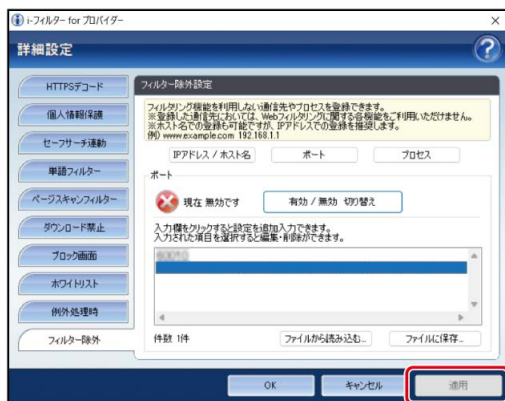 i-フィルター for プロバイダー
詳細設定
?
HTTPSデコード
個人情報保護
セーフサーチ連動
単語フィルター
ページスキャンフィルター
ダウンロード禁止
ブロック画面
ホワイトリスト
例外処理時
フィルター除外
フィルター除外設定
フィルタリング機能を利用しない通信先やプロセスを登録できます。
※登録した通信先においては、Webフィルタリングに関する各機能をご利用いただけません。
※ホスト名での登録も可能ですが、IPアドレスでの登録を推奨します。
例) www.example.com 192.168.1.1
IPアドレス / ホスト名
ポート
プロセス
ポート
現在 無効です
有効 / 無効 切り替え
入力欄をクリックすると設定を追加入力できます。
入力された項目を選択すると編集・削除ができます。
件数 1件
ファイルから読み込む...
ファイルに保存...
OK
キャンセル
適用